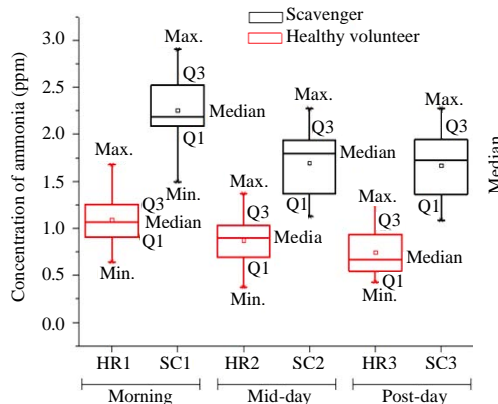 Scavenger
Healthy volunteer
Concentration of ammonia (ppm)
3.0
2.5
2.0
1.5
1.0
0.5
0.0
Max.
Q3
Median
Q1
Min.
Max.
Q3
Median
Q1
Min.
Max.
Q3
Media
Q1
Min.
Max.
Q3
Median
Q1
Min.
Max.
Q3
Median
Q1
Min.
Max.
Q3
Median
Q1
HR1 SC1 HR2 SC2 HR3 SC3
Morning Mid-day Post-day